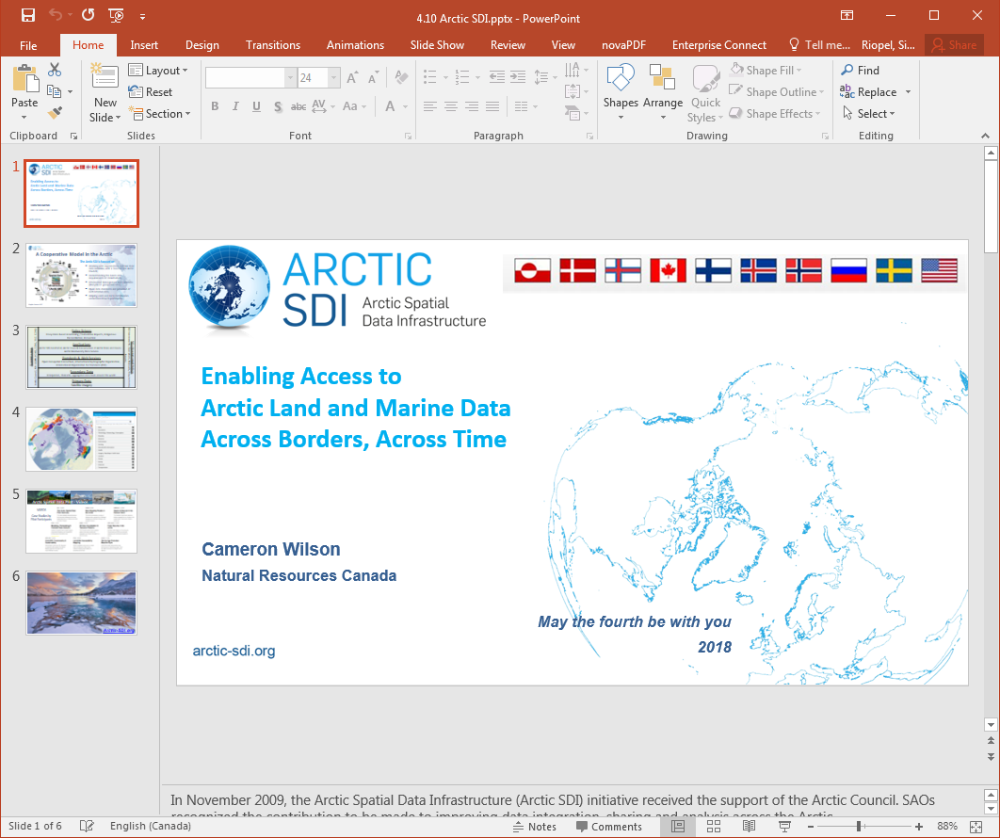 4.10 Arctic SDI.pptx - PowerPoint
File Home Insert Design Transitions Animations Slide Show Review View novaPDF Enterprise Connect Tell me... Riopel, Si... Share
Paste
New Slide
Layout
Reset
Section
24
B I U S abc AV Aa A
Shapes Arrange Quick Styles
Shape Fill
Shape Outline
Shape Effects
Find
Replace
Select
Clipboard Slides Font Paragraph Drawing Editing
1
2
A Cooperative Model in the Arctic
3
4
5
6
ARCTIC
SDI Arctic Spatial
Data Infrastructure
Enabling Access to
Arctic Land and Marine Data
Across Borders, Across Time
Cameron Wilson
Natural Resources Canada
May the fourth be with you
2018
arctic-sdi.org
In November 2009, the Arctic Spatial Data Infrastructure (Arctic SDI) initiative received the support of the Arctic Council. SAOs
recognized the contribution to be made to improving data integration, sharing and analysis across the Arctic.
Slide 1 of 6 English (Canada) Notes Comments 88%